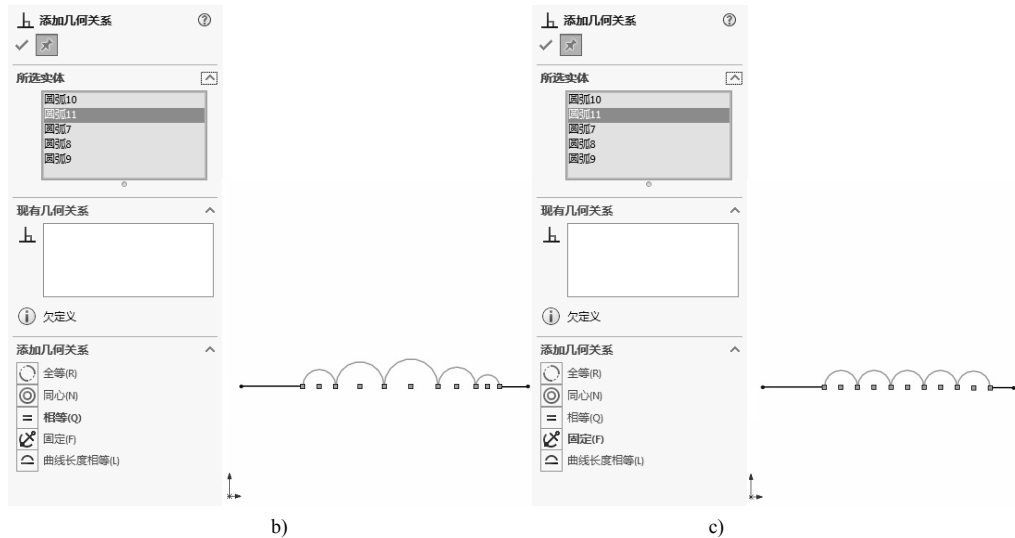 添加几何关系
所选实体
圆弧10
圆弧11
圆弧7
圆弧8
圆弧9
现有几何关系
欠定义
添加几何关系
全等(R)
同心(N)
相等(Q)
固定(F)
曲线长度相等(L)
b)
添加几何关系
所选实体
圆弧10
圆弧11
圆弧7
圆弧8
圆弧9
现有几何关系
欠定义
添加几何关系
全等(R)
同心(N)
相等(Q)
固定(F)
曲线长度相等(L)
c)